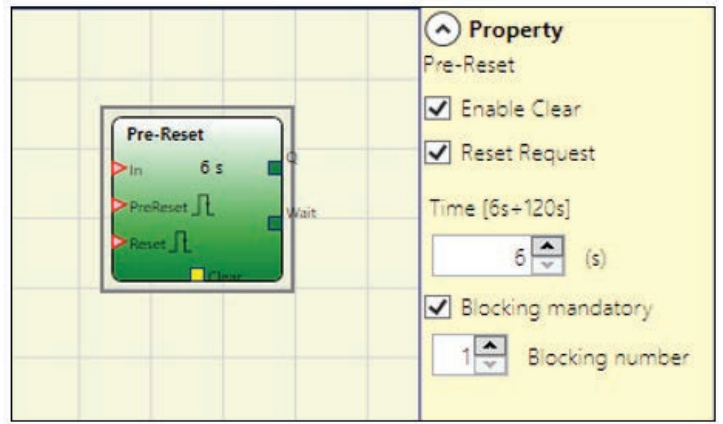 Pre-Reset
In 6 s
Q
PreReset
Wait
Reset
Clear
Property
Pre-Reset
Enable Clear
Reset Request
Time [6s÷120s]
6 (s)
Blocking mandatory
1 Blocking number